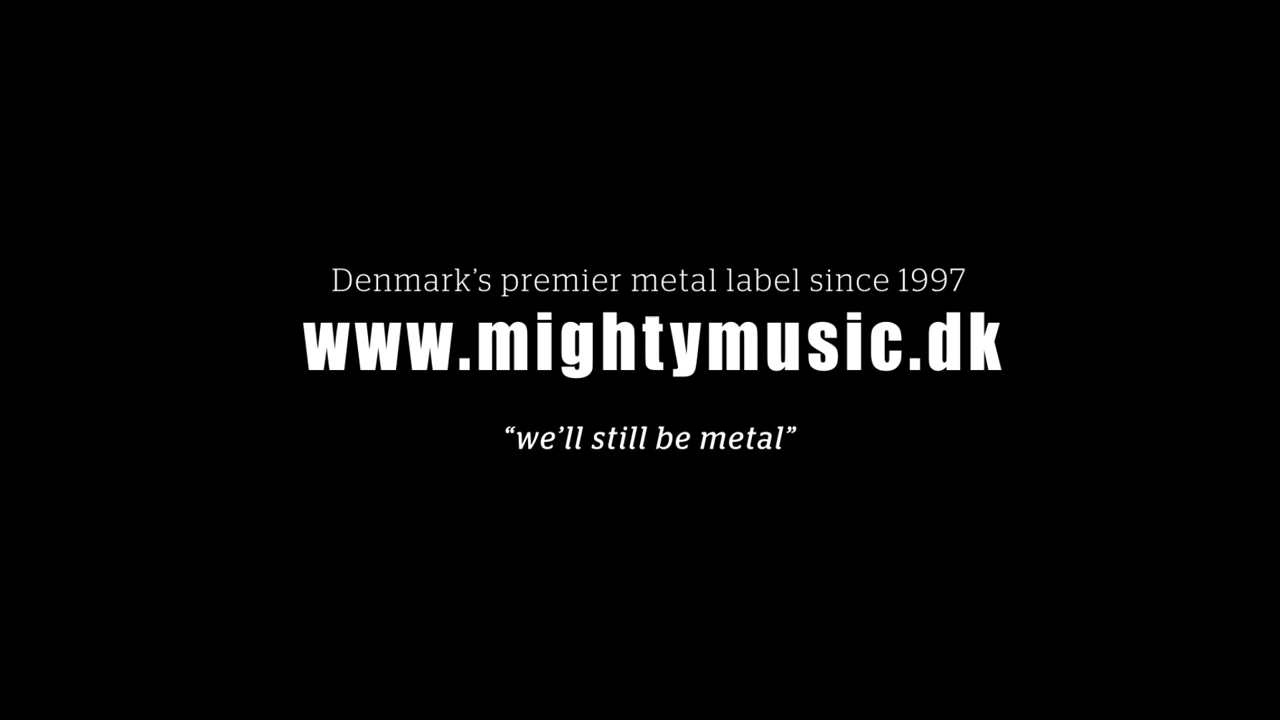 Denmark’s premier metal label since 1997
www.mightymusic.dk
“we’ll still be metal”